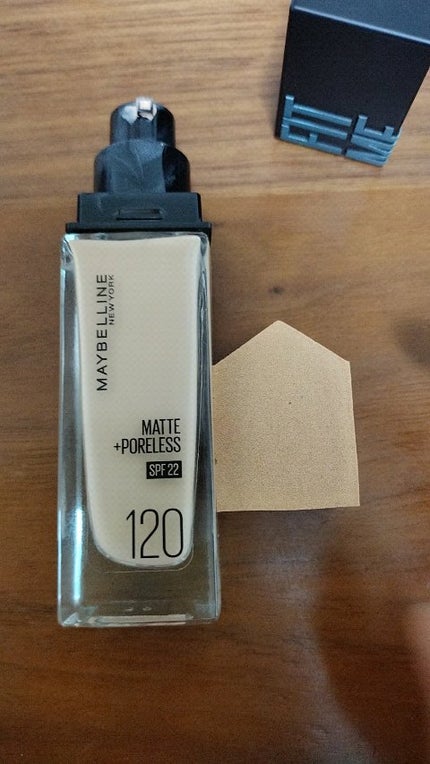 MAYBELLINE
NEW YORK
MATTE
+PORELESS
SPF 22
120